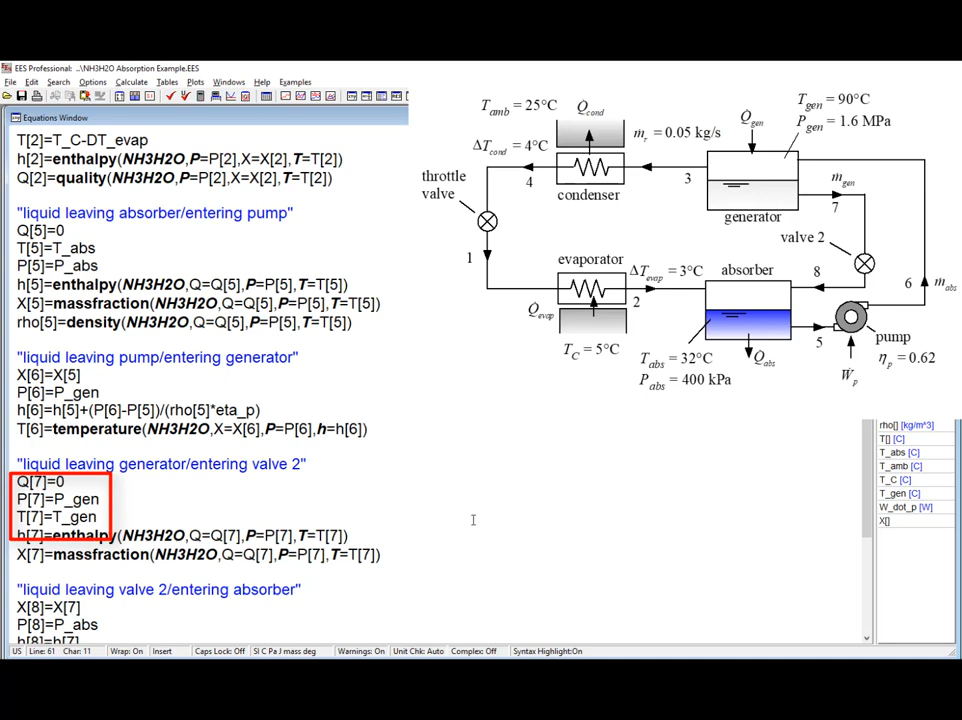 EES Professional: ..\NH3H2O Absorption Example.EES
File Edit Search Options Calculate Tables Plots Windows Help Examples
Equations Window
T[2]=T_C-DT_evap
h[2]=enthalpy(NH3H2O,P=P[2],X=X[2],T=T[2])
Q[2]=quality(NH3H2O,P=P[2],X=X[2],T=T[2])
"liquid leaving absorber/entering pump"
Q[5]=0
T[5]=T_abs
P[5]=P_abs
h[5]=enthalpy(NH3H2O,Q=Q[5],P=P[5],T=T[5])
X[5]=massfraction(NH3H2O,Q=Q[5],P=P[5],T=T[5])
rho[5]=density(NH3H2O,Q=Q[5],P=P[5],T=T[5])
"liquid leaving pump/entering generator"
X[6]=X[5]
P[6]=P_gen
h[6]=h[5]+(P[6]-P[5])/(rho[5]*eta_p)
T[6]=temperature(NH3H2O,X=X[6],P=P[6],h=h[6])
"liquid leaving generator/entering valve 2"
Q[7]=0
P[7]=P_gen
T[7]=T_gen
h[7]=enthalpy(NH3H2O,Q=Q[7],P=P[7],T=T[7])
X[7]=massfraction(NH3H2O,Q=Q[7],P=P[7],T=T[7])
"liquid leaving valve 2/entering absorber"
X[8]=X[7]
P[8]=P_abs
h[8]=h[7]
US Line: 61 Char: 11 Wrap: On Insert Caps Lock: Off SI C Pa J mass deg Warnings: On Unit Chk: Auto Complex: Off Syntax Highlight:On
T_amb = 25°C
Q̇_cond
ΔT_cond = 4°C
ṁ_r = 0.05 kg/s
Q̇_gen
T_gen = 90°C
P_gen = 1.6 MPa
throttle
valve
4
condenser
3
generator
ṁ_gen
7
valve 2
1
evaporator
ΔT_evap = 3°C
absorber
8
6
ṁ_abs
2
Q̇_evap
T_C = 5°C
T_abs = 32°C
P_abs = 400 kPa
Q̇_abs
5
pump
η_p = 0.62
Ẇ_p
rho[] [kg/m^3]
T[] [C]
T_abs [C]
T_amb [C]
T_C [C]
T_gen [C]
W_dot_p [W]
X[]